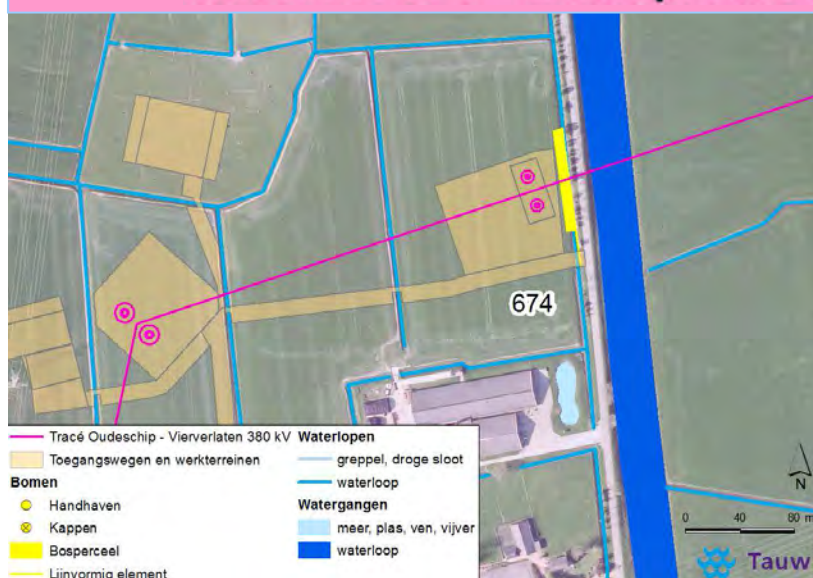 674
Tracé Oudeschip - Vierverlaten 380 kV
Toegangswegen en werkterreinen
Bomen
Handhaven
Kappen
Bosperceel
Lijnvormig element
Waterlopen
greppel, droge sloot
waterloop
Watergangen
meer, plas, ven, vijver
waterloop
N
0 40 80 m
Tauw